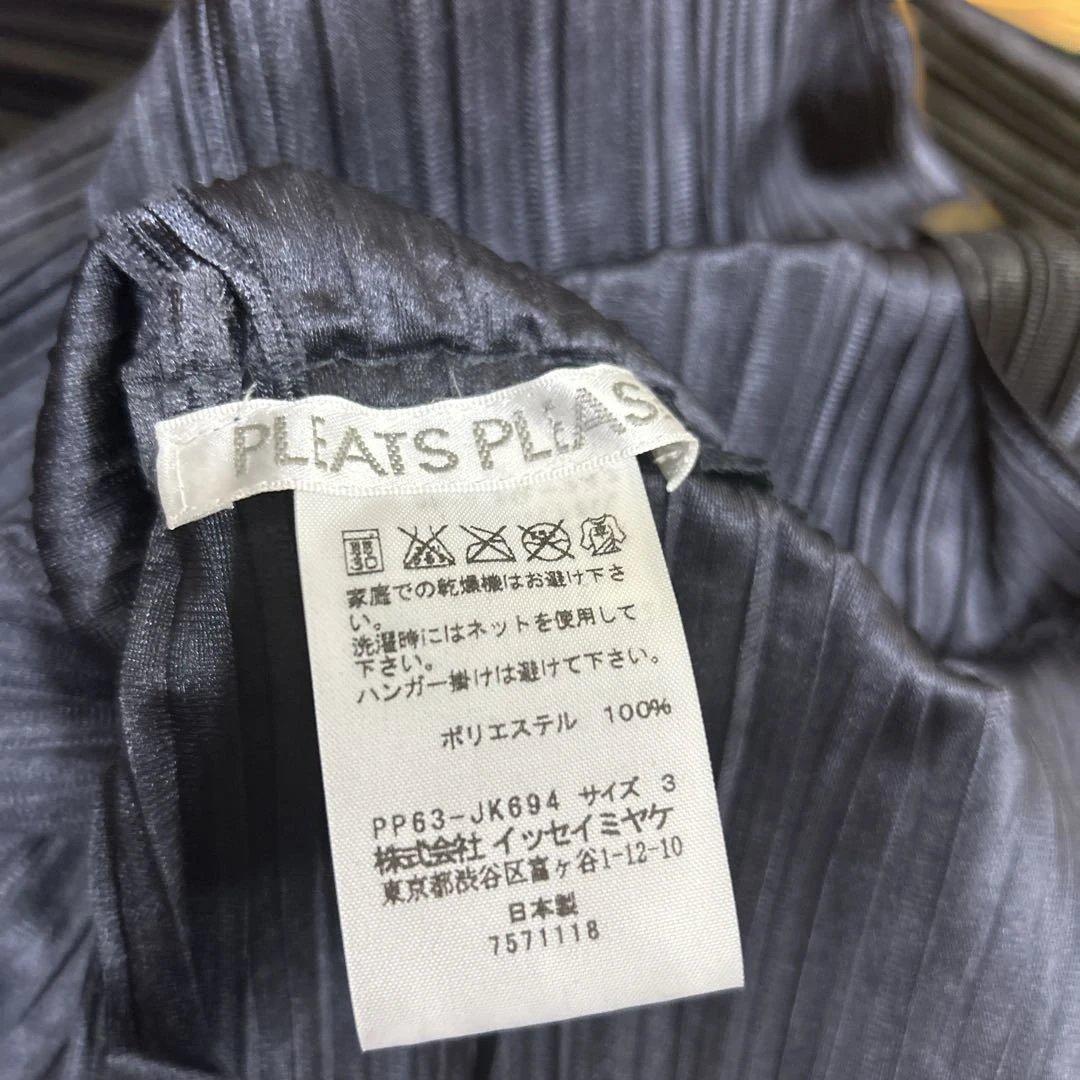 PLEATS PLEAS
家庭での乾燥機はお避け下さ
い。
洗濯時にはネットを使用して
下さい。
ハンガー掛けは避けて下さい。
ポリエステル 100%
PP63-JK694 サイズ 3
株式会社 イッセイミヤケ
東京都渋谷区富ヶ谷1-12-10
日本製
7571118